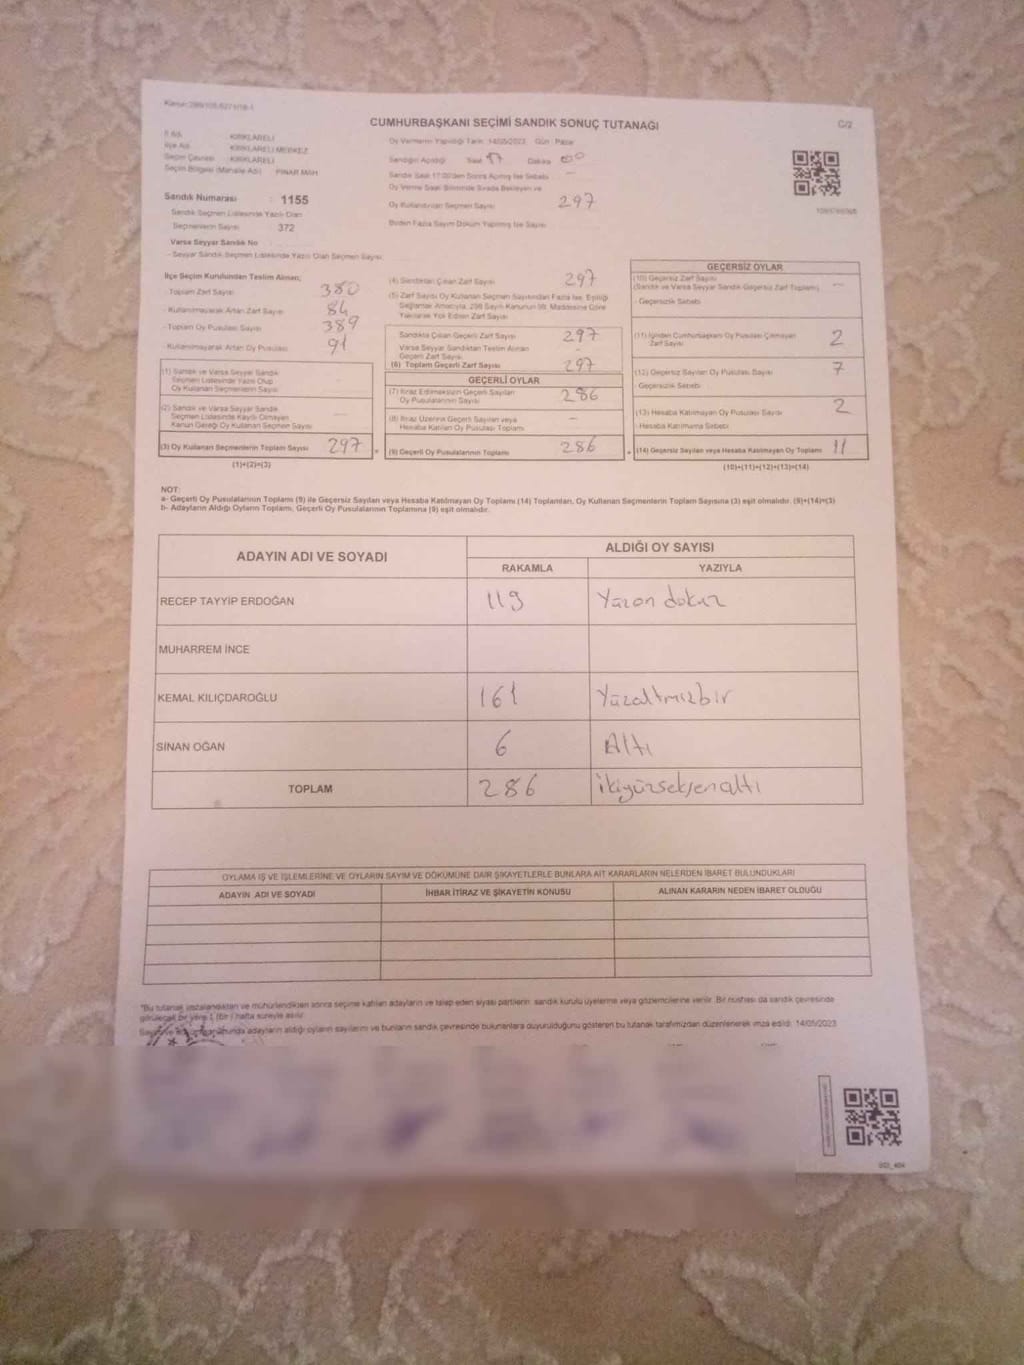 CUMHURBAŞKANI SEÇİMİ SANDIK SONUÇ TUTANAĞI
C/2
İl Adı : KIRKLARELİ
İlçe Adı : KIRKLARELİ MERKEZ
Seçim Çevresi : KIRKLARELİ
Seçim Bölgesi (Mahalle Adı) : PINAR MAH
Sandık Numarası : 1155
Sandık Seçmen Listesinde Yazılı Olan
Seçmenlerin Sayısı : 372
Varsa Seyyar Sandık No
- Seyyar Sandık Seçmen Listesinde Yazılı Olan Seçmen Sayısı
Oy Vermenin Yapıldığı Tarih : 14/05/2023 Gün : Pazar
Sandığın Açıldığı Saat 17 Dakika 00
Sandık Saat 17:00'den Sonra Açılmış İse Sebebi -
Oy Verme Saati Bitiminde Sırada Bekleyen ve
Oy Kullandırılan Seçmen Sayısı 297
Birden Fazla Sayım Döküm Yapılmış İse Sayısı
İlçe Seçim Kurulundan Teslim Alınan;
- Toplam Zarf Sayısı 380
- Kullanılmayarak Artan Zarf Sayısı 84
- Toplam Oy Pusulası Sayısı 389
- Kullanılmayarak Artan Oy Pusulası 91
(1) Sandık ve Varsa Seyyar Sandık
Seçmen Listesinde Yazılı Olup
Oy Kullanan Seçmenlerin Sayısı
(2) Sandık ve Varsa Seyyar Sandık
Seçmen Listesinde Kayıtlı Olmayan
Kanun Gereği Oy Kullanan Seçmen Sayısı
(3) Oy Kullanan Seçmenlerin Toplam Sayısı 297
(1)+(2)=(3)
(4) Sandıktan Çıkan Zarf Sayısı 297
(5) Zarf Sayısı Oy Kullanan Seçmen Sayısından Fazla İse, Eşitliği
Sağlamak Amacıyla, 298 Sayılı Kanunun 98. Maddesine Göre
Yakılarak Yok Edilen Zarf Sayısı
Sandıkta Çıkan Geçerli Zarf Sayısı 297
Varsa Seyyar Sandıktan Teslim Alınan
Geçerli Zarf Sayısı
(6) Toplam Geçerli Zarf Sayısı 297
GEÇERLİ OYLAR
(7) İtiraz Edilmeksizin Geçerli Sayılan
Oy Pusulalarının Sayısı 286
(8) İtiraz Üzerine Geçerli Sayılan veya
Hesaba Katılan Oy Pusulası Toplamı -
(9) Geçerli Oy Pusulalarının Toplamı 286
GEÇERSİZ OYLAR
(10) Geçersiz Zarf Sayısı
(Sandık ve Varsa Seyyar Sandık Geçersiz Zarf Toplamı) -
- Geçersizlik Sebebi
(11) İçinden Cumhurbaşkanı Oy Pusulası Çıkmayan
Zarf Sayısı 2
(12) Geçersiz Sayılan Oy Pusulası Sayısı 7
- Geçersizlik Sebebi
(13) Hesaba Katılmayan Oy Pusulası Sayısı 2
- Hesaba Katılmama Sebebi
(14) Geçersiz Sayılan veya Hesaba Katılmayan Oy Toplamı 11
(10)+(11)+(12)+(13)=(14)
NOT:
a- Geçerli Oy Pusulalarının Toplamı (9) ile Geçersiz Sayılan veya Hesaba Katılmayan Oy Toplamı (14) Toplamları, Oy Kullanan Seçmenlerin Toplam Sayısına (3) eşit olmalıdır. (9)+(14)=(3)
b- Adayların Aldığı Oyların Toplamı, Geçerli Oy Pusulalarının Toplamına (9) eşit olmalıdır.
ADAYIN ADI VE SOYADI ALDIĞI OY SAYISI
RAKAMLA YAZIYLA
RECEP TAYYİP ERDOĞAN 119 Yüzon dokuz
MUHARREM İNCE
KEMAL KILIÇDAROĞLU 161 Yüzaltmışbir
SİNAN OĞAN 6 Altı
TOPLAM 286 İkiyüzseksenaltı
OYLAMA İŞ VE İŞLEMLERİNE VE OYLARIN SAYIM VE DÖKÜMÜNE DAİR ŞİKAYETLERLE BUNLARA AİT KARARLARIN NELERDEN İBARET BULUNDUKLARI
ADAYIN ADI VE SOYADI İHBAR İTİRAZ VE ŞİKAYETİN KONUSU ALINAN KARARIN NEDEN İBARET OLDUĞU
*Bu tutanak imzalandıktan ve mühürlendikten sonra seçime katılan adayların ve talep eden siyasi partilerin sandık kurulu üyelerine veya gözlemcilerine verilir. Bir nüshası da sandık çevresinde
görülecek bir yere 1 (bir) hafta süreyle asılır.
adayların aldığı oyların sayılarını ve bunların sandık çevresinde bulunanlara duyurulduğunu gösteren bu tutanak tarafımızdan düzenlenerek imza edildi. 14/05/2023